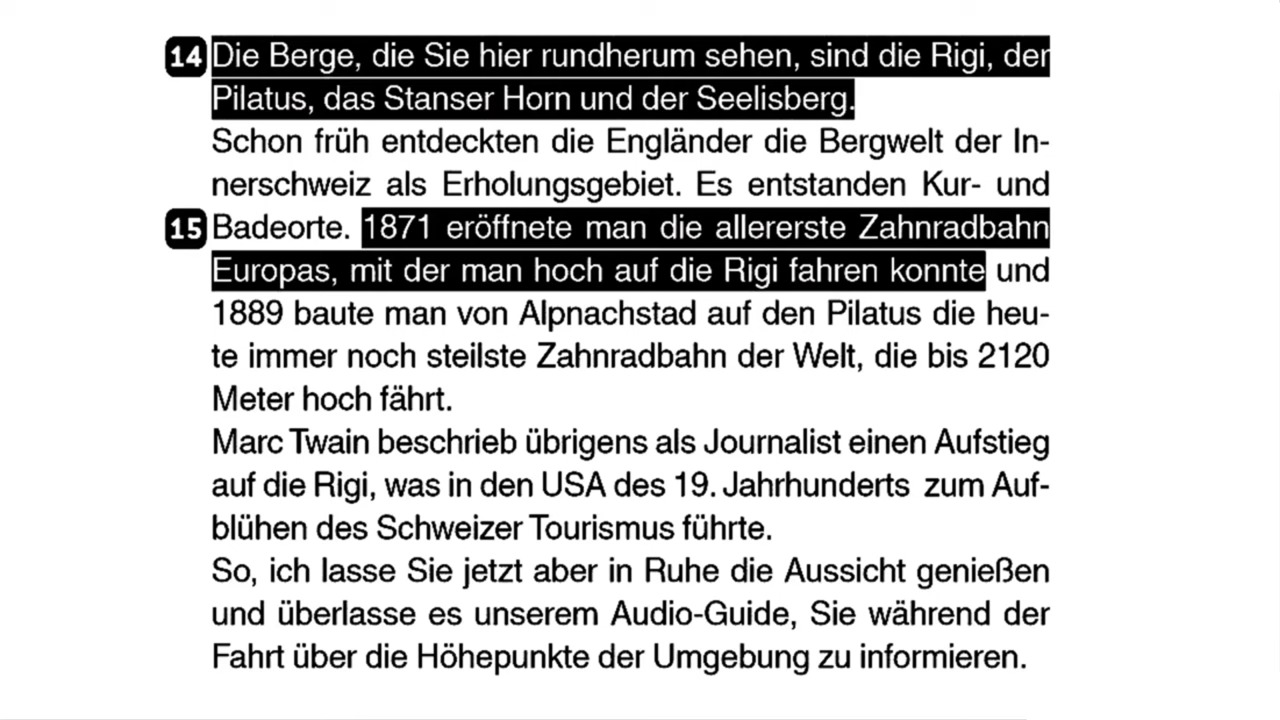 14 Die Berge, die Sie hier rundherum sehen, sind die Rigi, der
Pilatus, das Stanser Horn und der Seelisberg.
Schon früh entdeckten die Engländer die Bergwelt der In-
nerschweiz als Erholungsgebiet. Es entstanden Kur- und
15 Badeorte. 1871 eröffnete man die allererste Zahnradbahn
Europas, mit der man hoch auf die Rigi fahren konnte und
1889 baute man von Alpnachstad auf den Pilatus die heu-
te immer noch steilste Zahnradbahn der Welt, die bis 2120
Meter hoch fährt.
Marc Twain beschrieb übrigens als Journalist einen Aufstieg
auf die Rigi, was in den USA des 19. Jahrhunderts zum Auf-
blühen des Schweizer Tourismus führte.
So, ich lasse Sie jetzt aber in Ruhe die Aussicht genießen
und überlasse es unserem Audio-Guide, Sie während der
Fahrt über die Höhepunkte der Umgebung zu informieren.